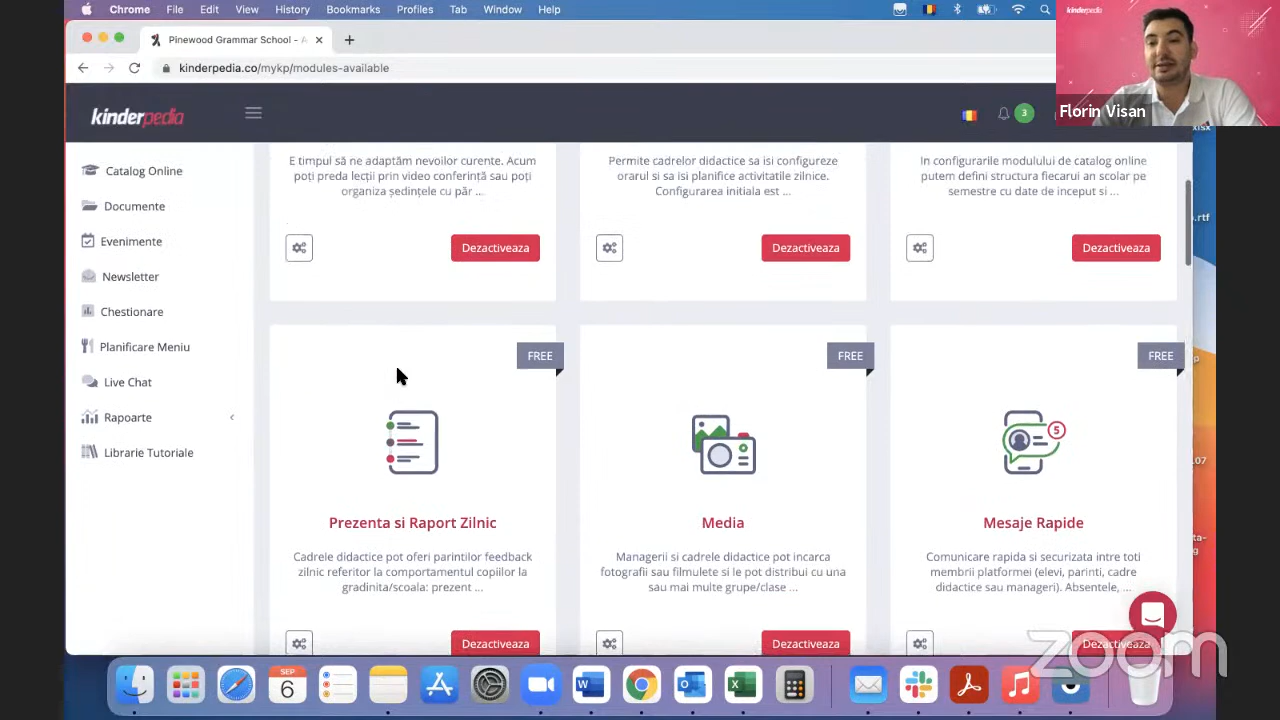 Chrome File Edit View History Bookmarks Profiles Tab Window Help
kinderpedia
Pinewood Grammar School - A
kinderpedia.co/mykp/modules-available
Florin Visan
kinderpedia
3
Catalog Online
Documente
Evenimente
Newsletter
Chestionare
Planificare Meniu
Live Chat
Rapoarte
Librarie Tutoriale
E timpul să ne adaptăm nevoilor curente. Acum
poți preda lecții prin video conferință sau poți
organiza ședințele cu păr ...
Dezactiveaza
Permite cadrelor didactice sa isi configureze
orarul si sa isi planifice activitatile zilnice.
Configurarea initiala est ...
Dezactiveaza
In configurarile modulului de catalog online
putem defini structura fiecarui an scolar pe
semestre cu date de inceput si ...
Dezactiveaza
FREE
Prezenta si Raport Zilnic
Cadrele didactice pot oferi parintilor feedback
zilnic referitor la comportamentul copiilor la
gradinita/scoala: prezent ...
Dezactiveaza
FREE
Media
Managerii si cadrele didactice pot incarca
fotografii sau filmulete si le pot distribui cu una
sau mai multe grupe/clase ...
Dezactiveaza
FREE
5
Mesaje Rapide
Comunicare rapida si securizata intre toti
membrii platformei (elevi, parinti, cadre
didactice sau manageri). Absentele, ...
Dezactiveaza
.rtf
.07
zoom
SEP
6